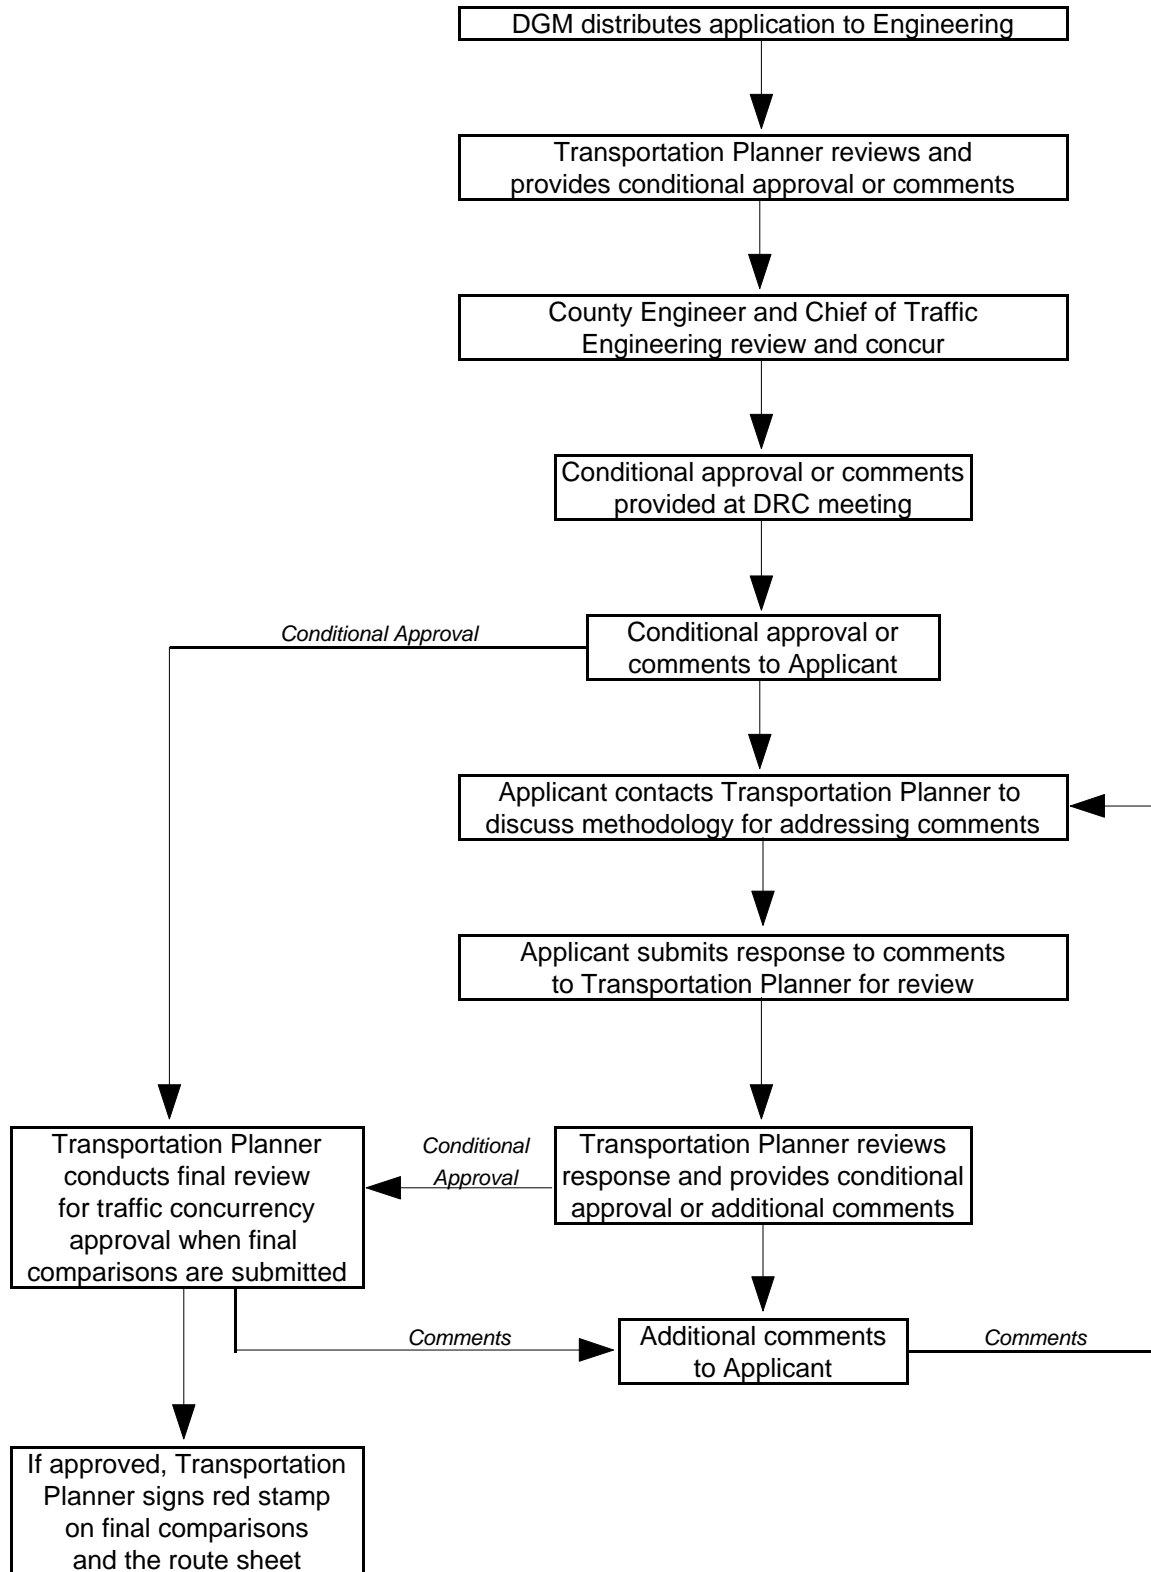 DGM distributes application to Engineering
Transportation Planner reviews and
provides conditional approval or comments
County Engineer and Chief of Traffic
Engineering review and concur
Conditional approval or comments
provided at DRC meeting
Conditional Approval
Conditional approval or
comments to Applicant
Applicant contacts Transportation Planner to
discuss methodology for addressing comments
Applicant submits response to comments
to Transportation Planner for review
Transportation Planner
conducts final review
for traffic concurrency
approval when final
comparisons are submitted
Conditional
Approval
Transportation Planner reviews
response and provides conditional
approval or additional comments
Comments
Additional comments
to Applicant
Comments
If approved, Transportation
Planner signs red stamp
on final comparisons
and the route sheet